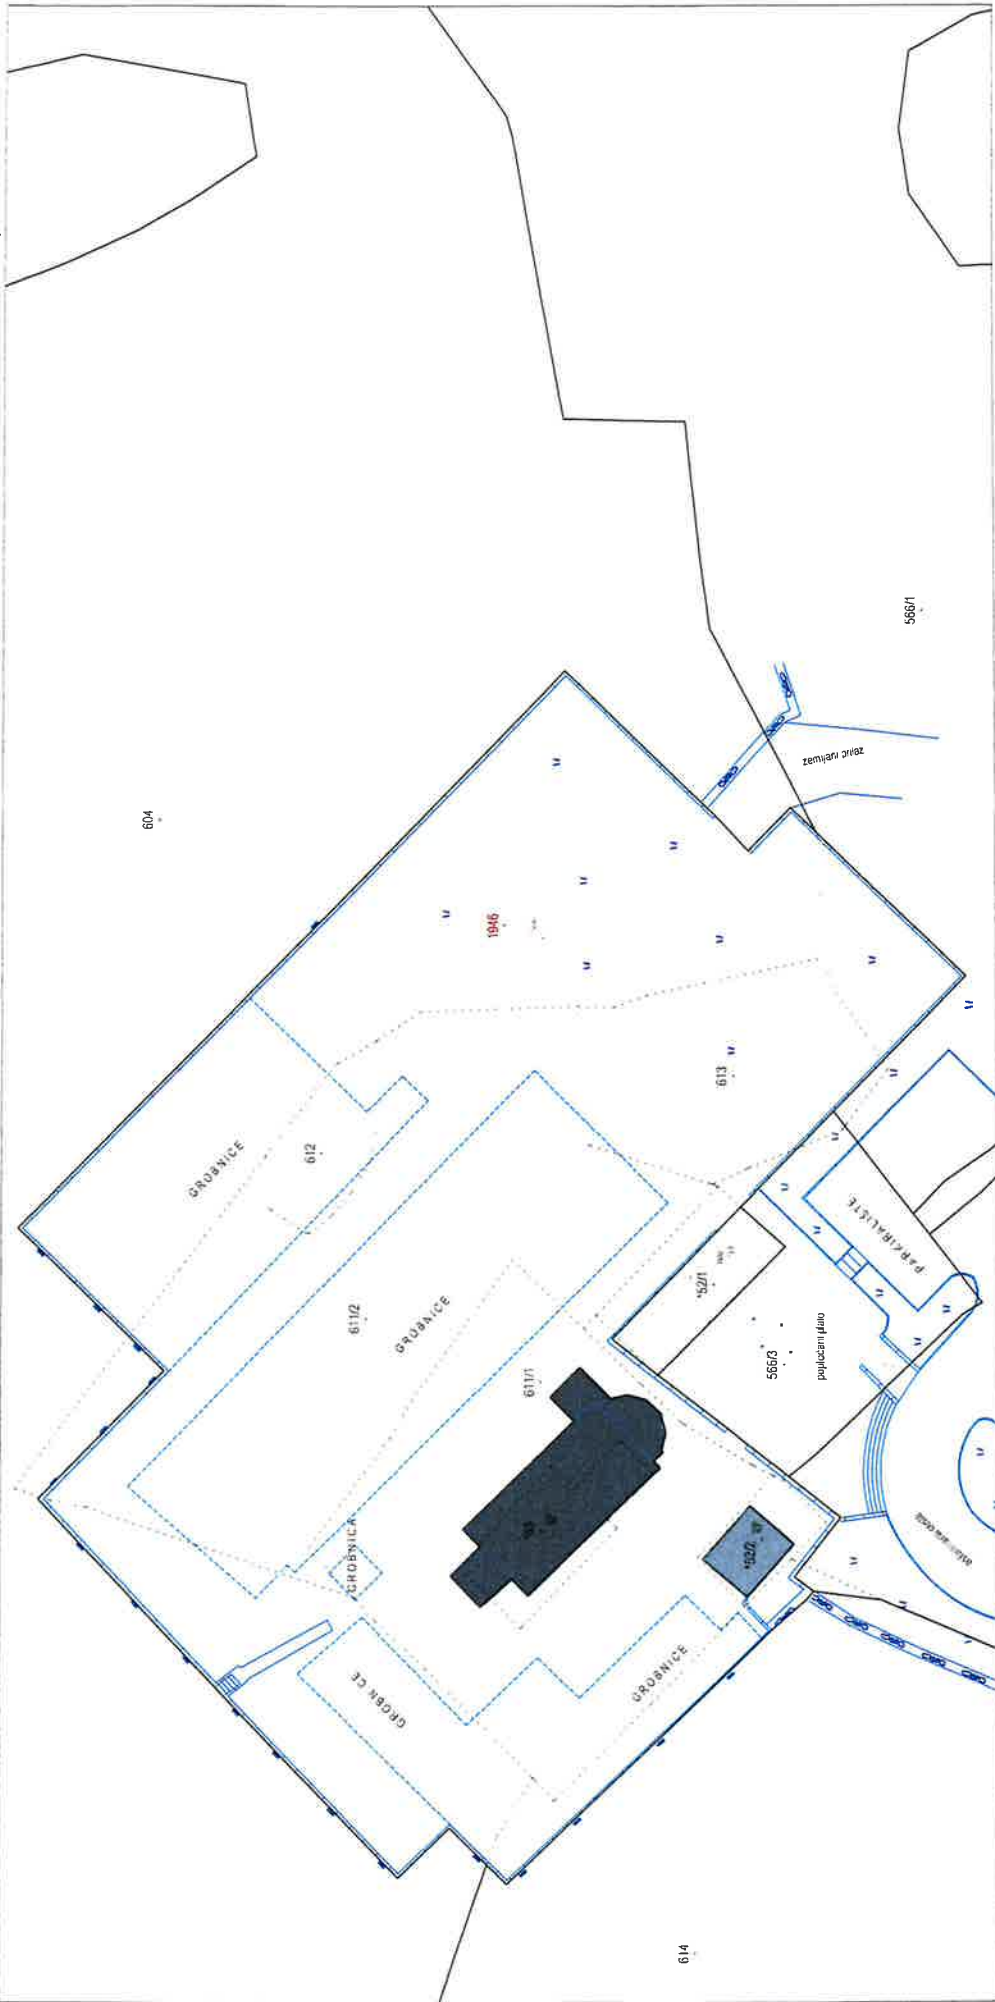 604
566/1
zemljani prilaz
1946
613
612
GROBNICE
611/2
GROBNICE
611/1
*52/1
566/3
popločani plato
PARKIRALIŠTE
GROBNICA
*52/2
GROBNICE
GROBNICE
614